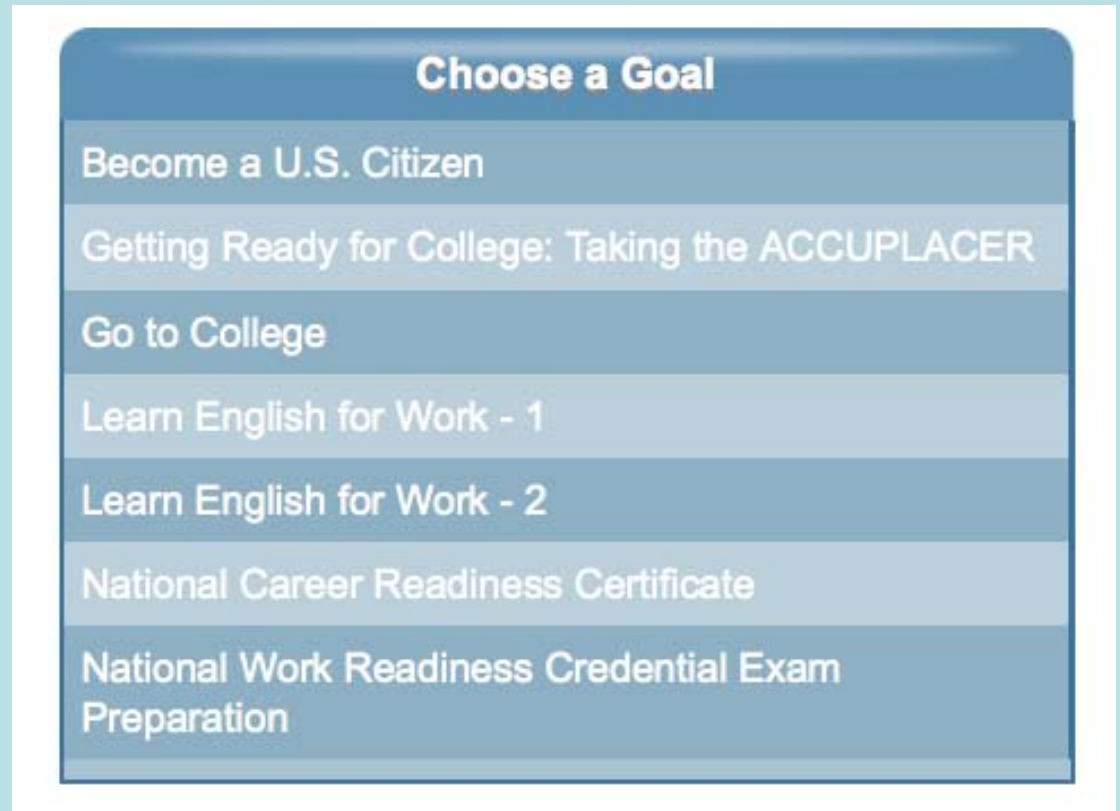 Choose a Goal
Become a U.S. Citizen
Getting Ready for College: Taking the ACCUPLACER
Go to College
Learn English for Work - 1
Learn English for Work - 2
National Career Readiness Certificate
National Work Readiness Credential Exam
Preparation